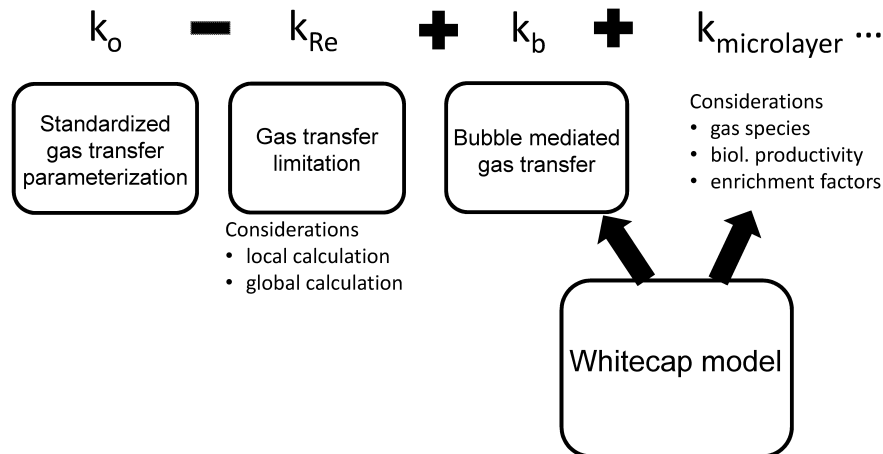 k_o − k_Re + k_b + k_microlayer ...
Standardized
gas transfer
parameterization
Gas transfer
limitation
Bubble mediated
gas transfer
Considerations
• gas species
• biol. productivity
• enrichment factors
Considerations
• local calculation
• global calculation
Whitecap model